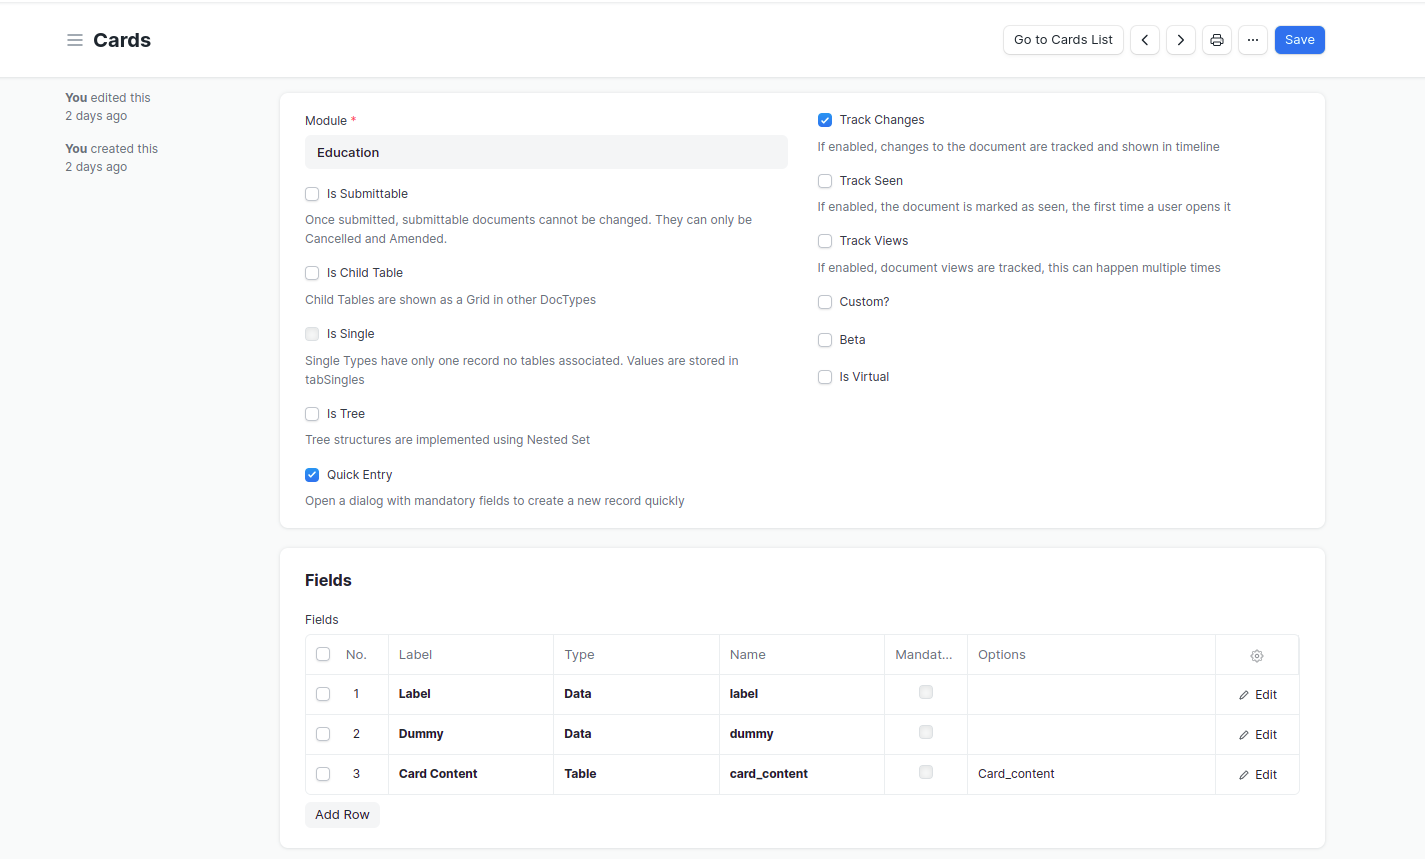 Cards
Go to Cards List
Save
You edited this
2 days ago
You created this
2 days ago
Module *
Education
Is Submittable
Once submitted, submittable documents cannot be changed. They can only be
Cancelled and Amended.
Is Child Table
Child Tables are shown as a Grid in other DocTypes
Is Single
Single Types have only one record no tables associated. Values are stored in
tabSingles
Is Tree
Tree structures are implemented using Nested Set
Quick Entry
Open a dialog with mandatory fields to create a new record quickly
Track Changes
If enabled, changes to the document are tracked and shown in timeline
Track Seen
If enabled, the document is marked as seen, the first time a user opens it
Track Views
If enabled, document views are tracked, this can happen multiple times
Custom?
Beta
Is Virtual
Fields
Fields
No. Label Type Name Mandat... Options
1 Label Data label Edit
2 Dummy Data dummy Edit
3 Card Content Table card_content Card_content Edit
Add Row